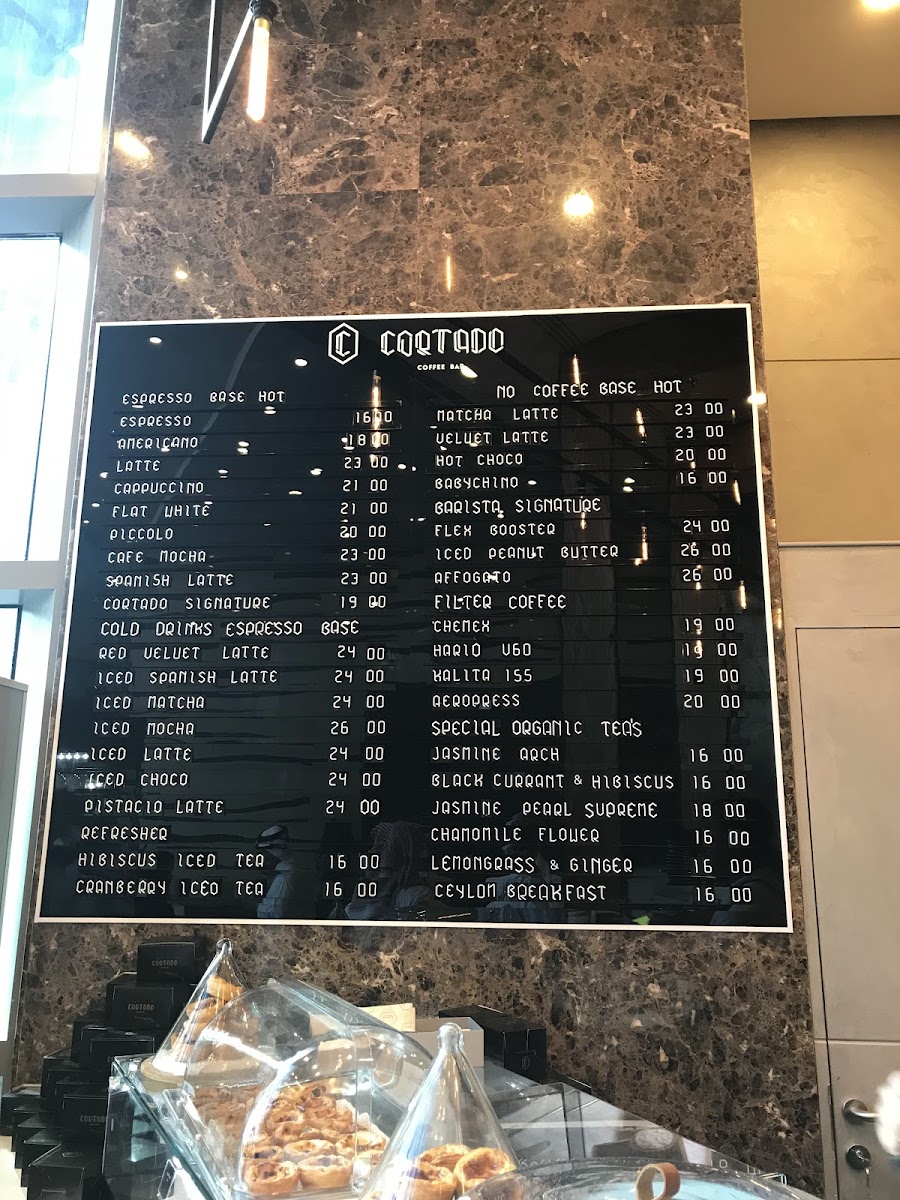 C CORTADO
COFFEE BAR
ESPRESSO BASE HOT
ESPRESSO 16 00
AMERICANO 18 00
LATTE 23 00
CAPPUCCINO 21 00
FLAT WHITE 21 00
PICCOLO 20 00
CAFE MOCHA 23 00
SPANISH LATTE 23 00
CORTADO SIGNATURE 19 00
COLD DRINKS ESPRESSO BASE
RED VELVET LATTE 24 00
ICED SPANISH LATTE 24 00
ICED MATCHA 24 00
ICED MOCHA 26 00
ICED LATTE 24 00
ICED CHOCO 24 00
PISTACIO LATTE 24 00
REFRESHER
HIBISCUS ICED TEA 16 00
CRANBERRY ICEO TEA 16 00
NO COFFEE BASE HOT
MATCHA LATTE 23 00
VELVET LATTE 23 00
HOT CHOCO 20 00
BABYCHINO 16 00
BARISTA SIGNATURE
FLEX BOOSTER 24 00
ICED PEANUT BUTTER 26 00
AFFOGATO 26 00
FILTER COFFEE
CHEMEX 19 00
HARIO V60 19 00
KALITA 155 19 00
AEROPRESS 20 00
SPECIAL ORGANIC TEA'S
JASMINE ARCH 16 00
BLACK CURRANT & HIBISCUS 16 00
JASMINE PEARL SUPREME 18 00
CHAMOMILE FLOWER 16 00
LEMONGRASS & GINGER 16 00
CEYLON BREAKFAST 16 00
CORTADO
CORTADO
CORTADO